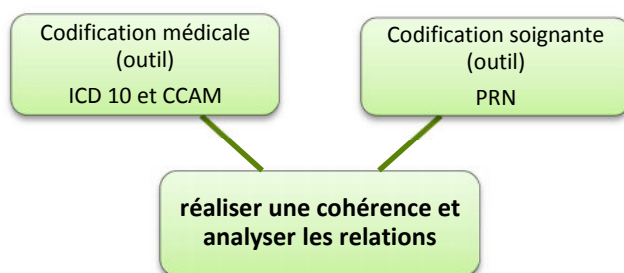 Codification médicale
(outil)
ICD 10 et CCAM
Codification soignante
(outil)
PRN
réaliser une cohérence et
analyser les relations